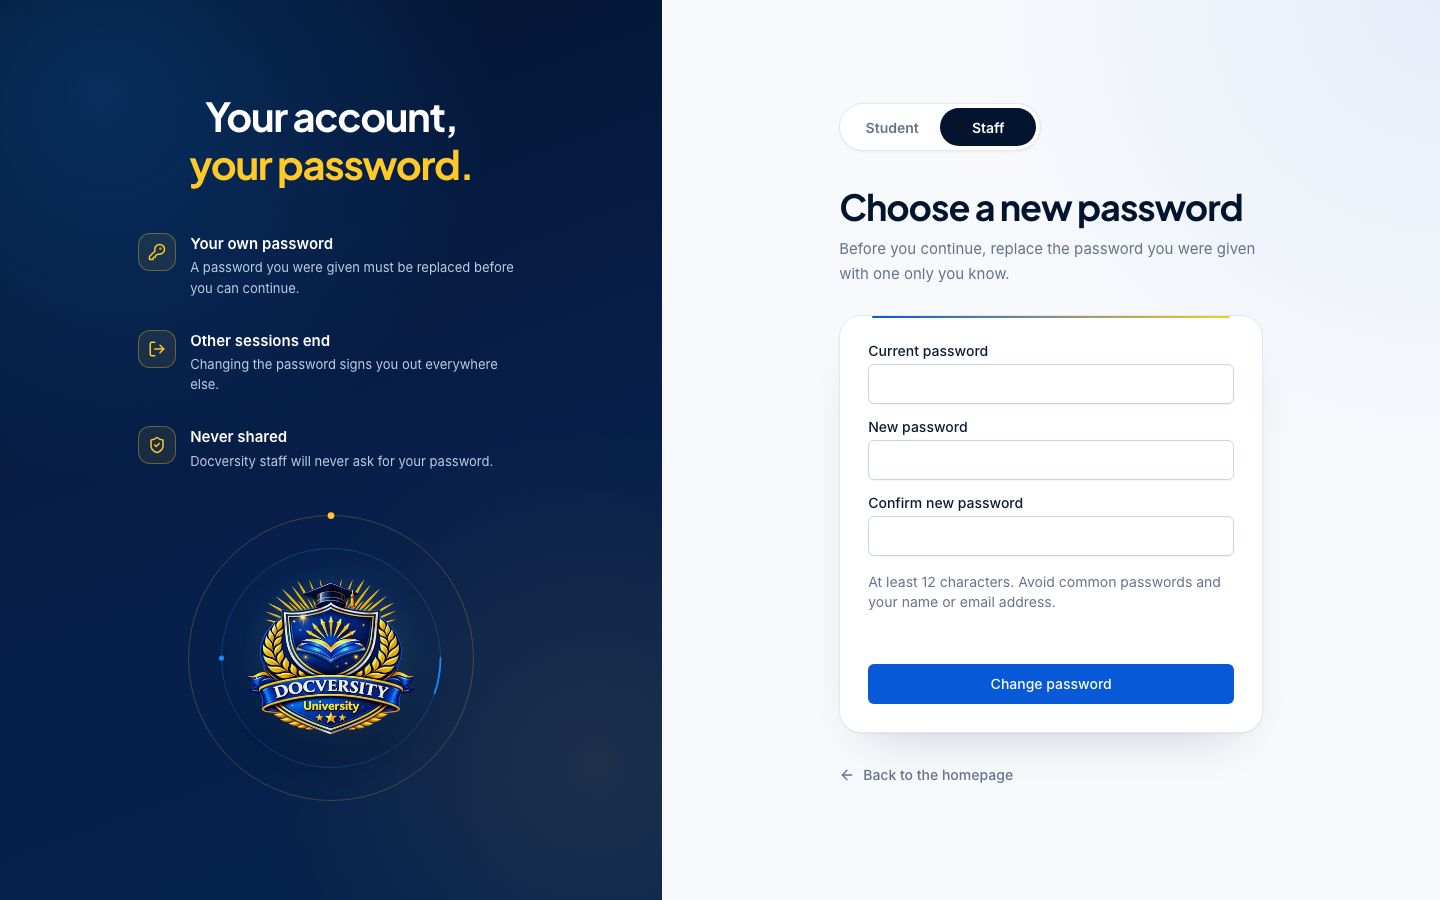 Your account,
your password.
Your own password
A password you were given must be replaced before
you can continue.
Other sessions end
Changing the password signs you out everywhere
else.
Never shared
Docversity staff will never ask for your password.
DOCVERSITY
University
Student
Staff
Choose a new password
Before you continue, replace the password you were given
with one only you know.
Current password
New password
Confirm new password
At least 12 characters. Avoid common passwords and
your name or email address.
Change password
Back to the homepage